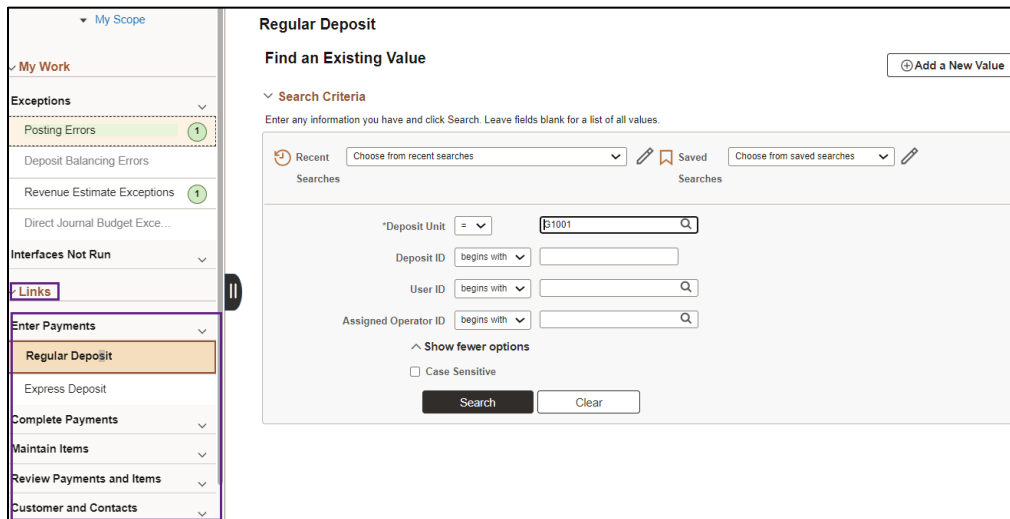 My Scope
My Work
Exceptions
Posting Errors 1
Deposit Balancing Errors
Revenue Estimate Exceptions 1
Direct Journal Budget Exce...
Interfaces Not Run
Links
Enter Payments
Regular Deposit
Express Deposit
Complete Payments
Maintain Items
Review Payments and Items
Customer and Contacts
Regular Deposit
Find an Existing Value
Add a New Value
Search Criteria
Enter any information you have and click Search. Leave fields blank for a list of all values.
Recent Searches
Choose from recent searches
Saved Searches
Choose from saved searches
*Deposit Unit = G1001
Deposit ID begins with
User ID begins with
Assigned Operator ID begins with
Show fewer options
Case Sensitive
Search Clear